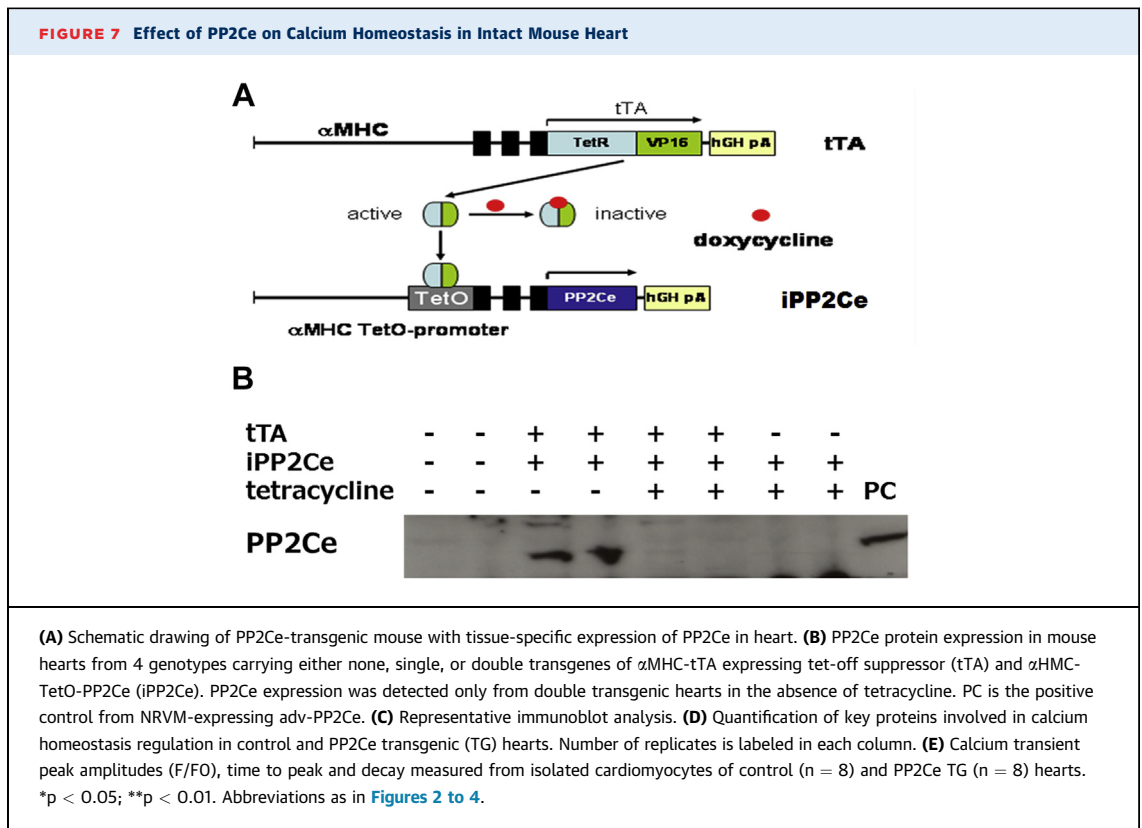 FIGURE 7 Effect of PP2Ce on Calcium Homeostasis in Intact Mouse Heart
A
tTA
αMHC
TetR VP16 hGH pA tTA
active inactive
doxycycline
TetO PP2Ce hGH pA iPP2Ce
αMHC TetO-promoter
B
tTA - - + + + + - -
iPP2Ce - - + + + + + +
tetracycline - - - - + + + + PC
PP2Ce
(A) Schematic drawing of PP2Ce-transgenic mouse with tissue-specific expression of PP2Ce in heart. (B) PP2Ce protein expression in mouse
hearts from 4 genotypes carrying either none, single, or double transgenes of αMHC-tTA expressing tet-off suppressor (tTA) and αHMC-
TetO-PP2Ce (iPP2Ce). PP2Ce expression was detected only from double transgenic hearts in the absence of tetracycline. PC is the positive
control from NRVM-expressing adv-PP2Ce. (C) Representative immunoblot analysis. (D) Quantification of key proteins involved in calcium
homeostasis regulation in control and PP2Ce transgenic (TG) hearts. Number of replicates is labeled in each column. (E) Calcium transient
peak amplitudes (F/F0), time to peak and decay measured from isolated cardiomyocytes of control (n = 8) and PP2Ce TG (n = 8) hearts.
*p < 0.05; **p < 0.01. Abbreviations as in Figures 2 to 4.